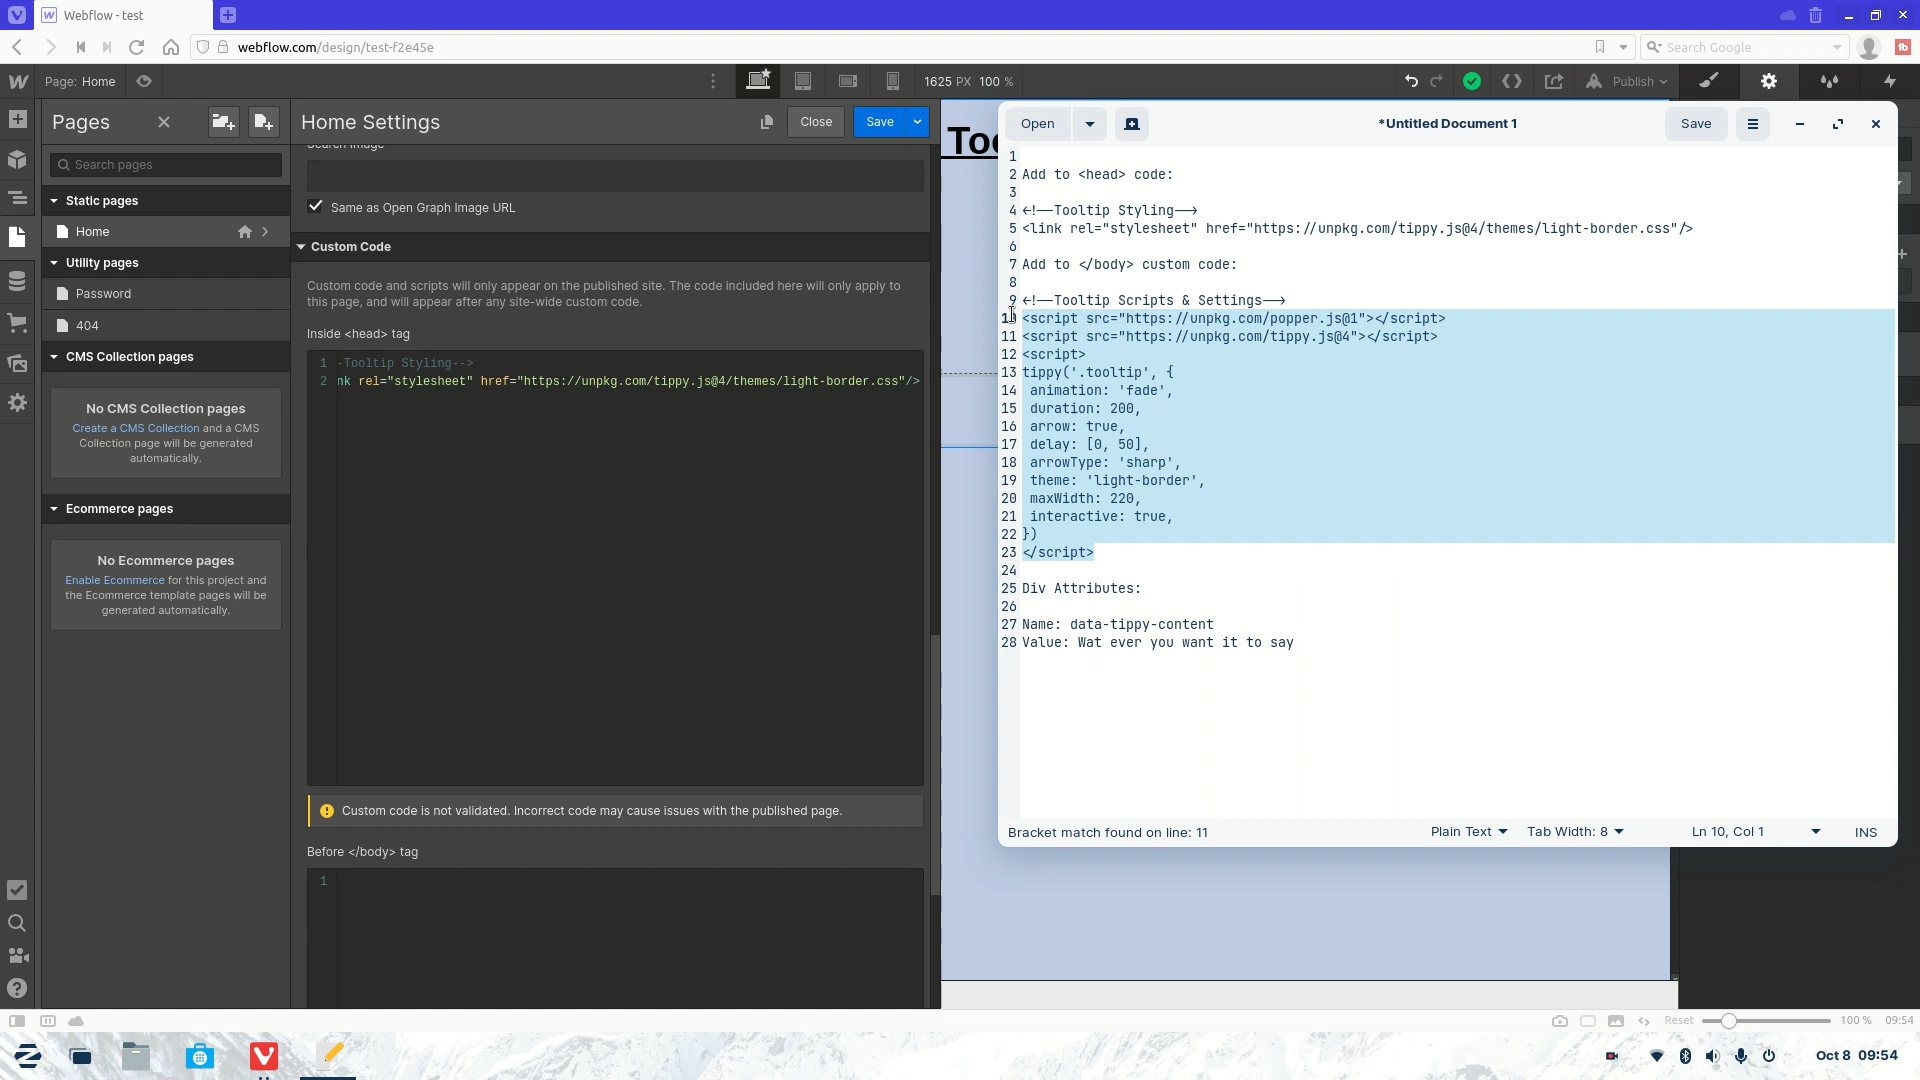 Webflow - test
webflow.com/design/test-f2e45e
Search Google
Page: Home
1625 PX 100 %
Publish
Pages
Search pages
Static pages
Home
Utility pages
Password
404
CMS Collection pages
No CMS Collection pages
Create a CMS Collection and a CMS
Collection page will be generated
automatically.
Ecommerce pages
No Ecommerce pages
Enable Ecommerce for this project and
the Ecommerce template pages will be
generated automatically.
Home Settings
Close
Save
Search Image
Same as Open Graph Image URL
Custom Code
Custom code and scripts will only appear on the published site. The code included here will only apply to
this page, and will appear after any site-wide custom code.
Inside <head> tag
1 -Tooltip Styling-->
2 nk rel="stylesheet" href="https://unpkg.com/tippy.js@4/themes/light-border.css"/>
Custom code is not validated. Incorrect code may cause issues with the published page.
Before </body> tag
1
Too
Open
*Untitled Document 1
Save
1
2 Add to <head> code:
3
4 <!--Tooltip Styling-->
5 <link rel="stylesheet" href="https://unpkg.com/tippy.js@4/themes/light-border.css"/>
6
7 Add to </body> custom code:
8
9 <!--Tooltip Scripts & Settings-->
10 <script src="https://unpkg.com/popper.js@1"></script>
11 <script src="https://unpkg.com/tippy.js@4"></script>
12 <script>
13 tippy('.tooltip', {
14 animation: 'fade',
15 duration: 200,
16 arrow: true,
17 delay: [0, 50],
18 arrowType: 'sharp',
19 theme: 'light-border',
20 maxWidth: 220,
21 interactive: true,
22 })
23 </script>
24
25 Div Attributes:
26
27 Name: data-tippy-content
28 Value: Wat ever you want it to say
Bracket match found on line: 11
Plain Text
Tab Width: 8
Ln 10, Col 1
INS
Reset
100 %
09:54
Oct 8 09:54